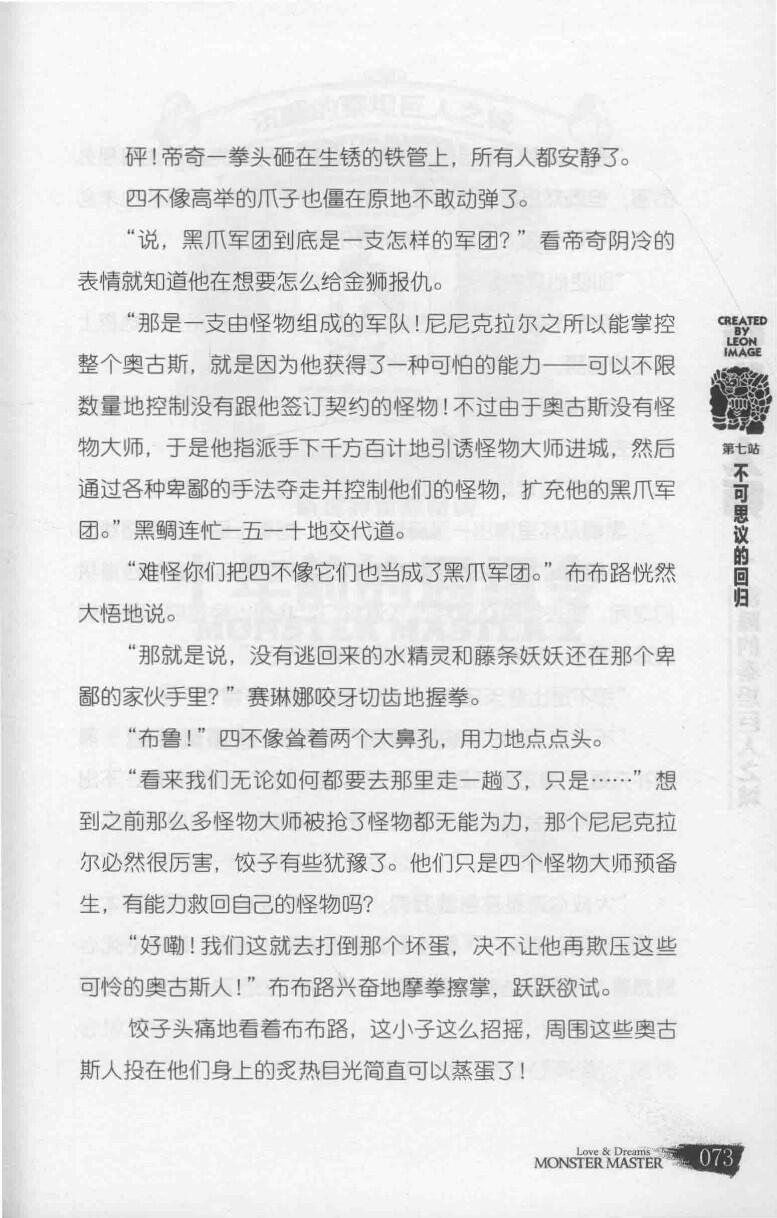 砰！帝奇一拳头砸在生锈的铁管上，所有人都安静了。
四不像高举的爪子也僵在原地不敢动弹了。
“说，黑爪军团到底是一支怎样的军团？”看帝奇阴冷的
表情就知道他在想要怎么给金狮报仇。
“那是一支由怪物组成的军队！尼尼克拉尔之所以能掌控
整个奥古斯，就是因为他获得了一种可怕的能力——可以不限
数量地控制没有跟他签订契约的怪物！不过由于奥古斯没有怪
物大师，于是他指派手下千方百计地引诱怪物大师进城，然后
通过各种卑鄙的手法夺走并控制他们的怪物，扩充他的黑爪军
团。”黑鲷连忙一五一十地交代道。
“难怪你们把四不像它们也当成了黑爪军团。”布布路恍然
大悟地说。
“那就是说，没有逃回来的水精灵和藤条妖妖还在那个卑
鄙的家伙手里？”赛琳娜咬牙切齿地握拳。
“布鲁！”四不像耸着两个大鼻孔，用力地点点头。
“看来我们无论如何都要去那里走一趟了，只是……”想
到之前那么多怪物大师被抢了怪物都无能为力，那个尼尼克拉
尔必然很厉害，饺子有些犹豫了。他们只是四个怪物大师预备
生，有能力救回自己的怪物吗？
“好嘞！我们这就去打倒那个坏蛋，决不让他再欺压这些
可怜的奥古斯人！”布布路兴奋地摩拳擦掌，跃跃欲试。
饺子头痛地看着布布路，这小子这么招摇，周围这些奥古
斯人投在他们身上的炙热目光简直可以蒸蛋了！
CREATED
BY
LEON
IMAGE
第七站
不可思议的回归
Love & Dreams
MONSTER MASTER
073